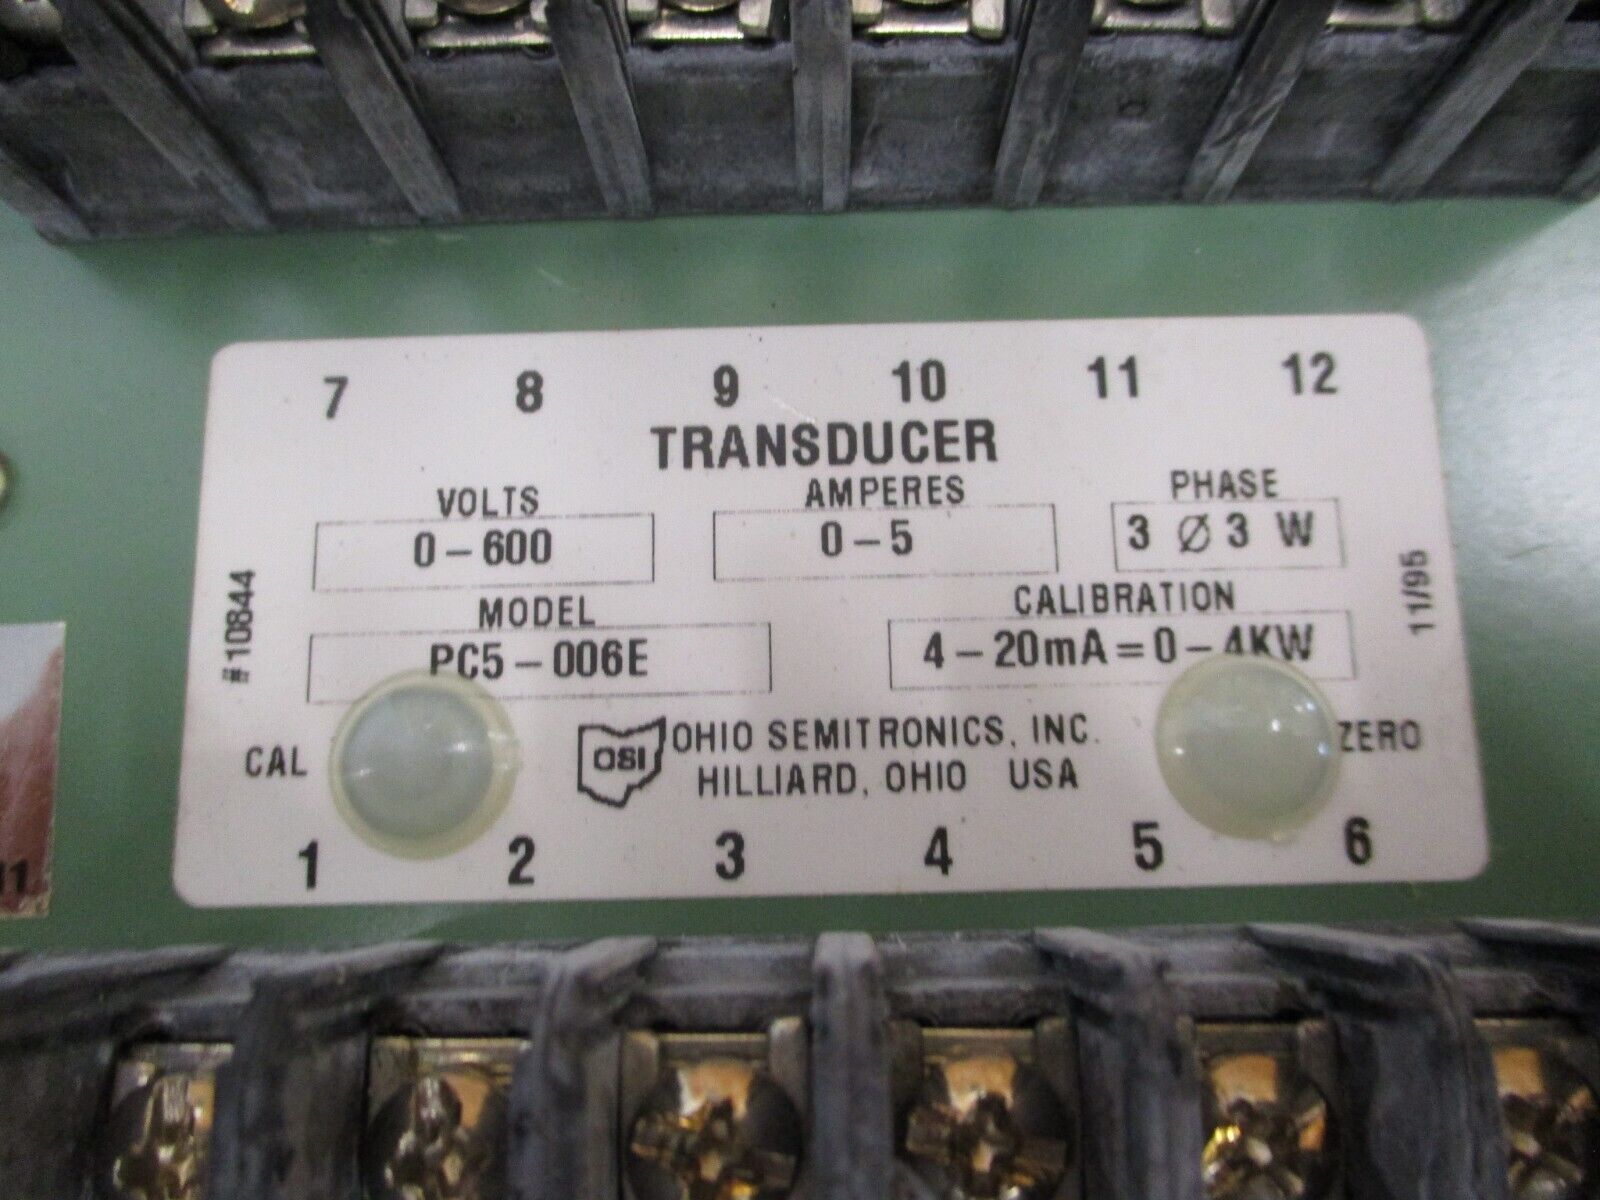 7 8 9 10 11 12
TRANSDUCER
VOLTS AMPERES PHASE
0-600 0-5 3 Ø 3 W
MODEL CALIBRATION
PC5-006E 4-20mA=0-4KW
#10844
11/95
CAL OSI OHIO SEMITRONICS, INC. ZERO
HILLIARD, OHIO USA
1 2 3 4 5 6
11